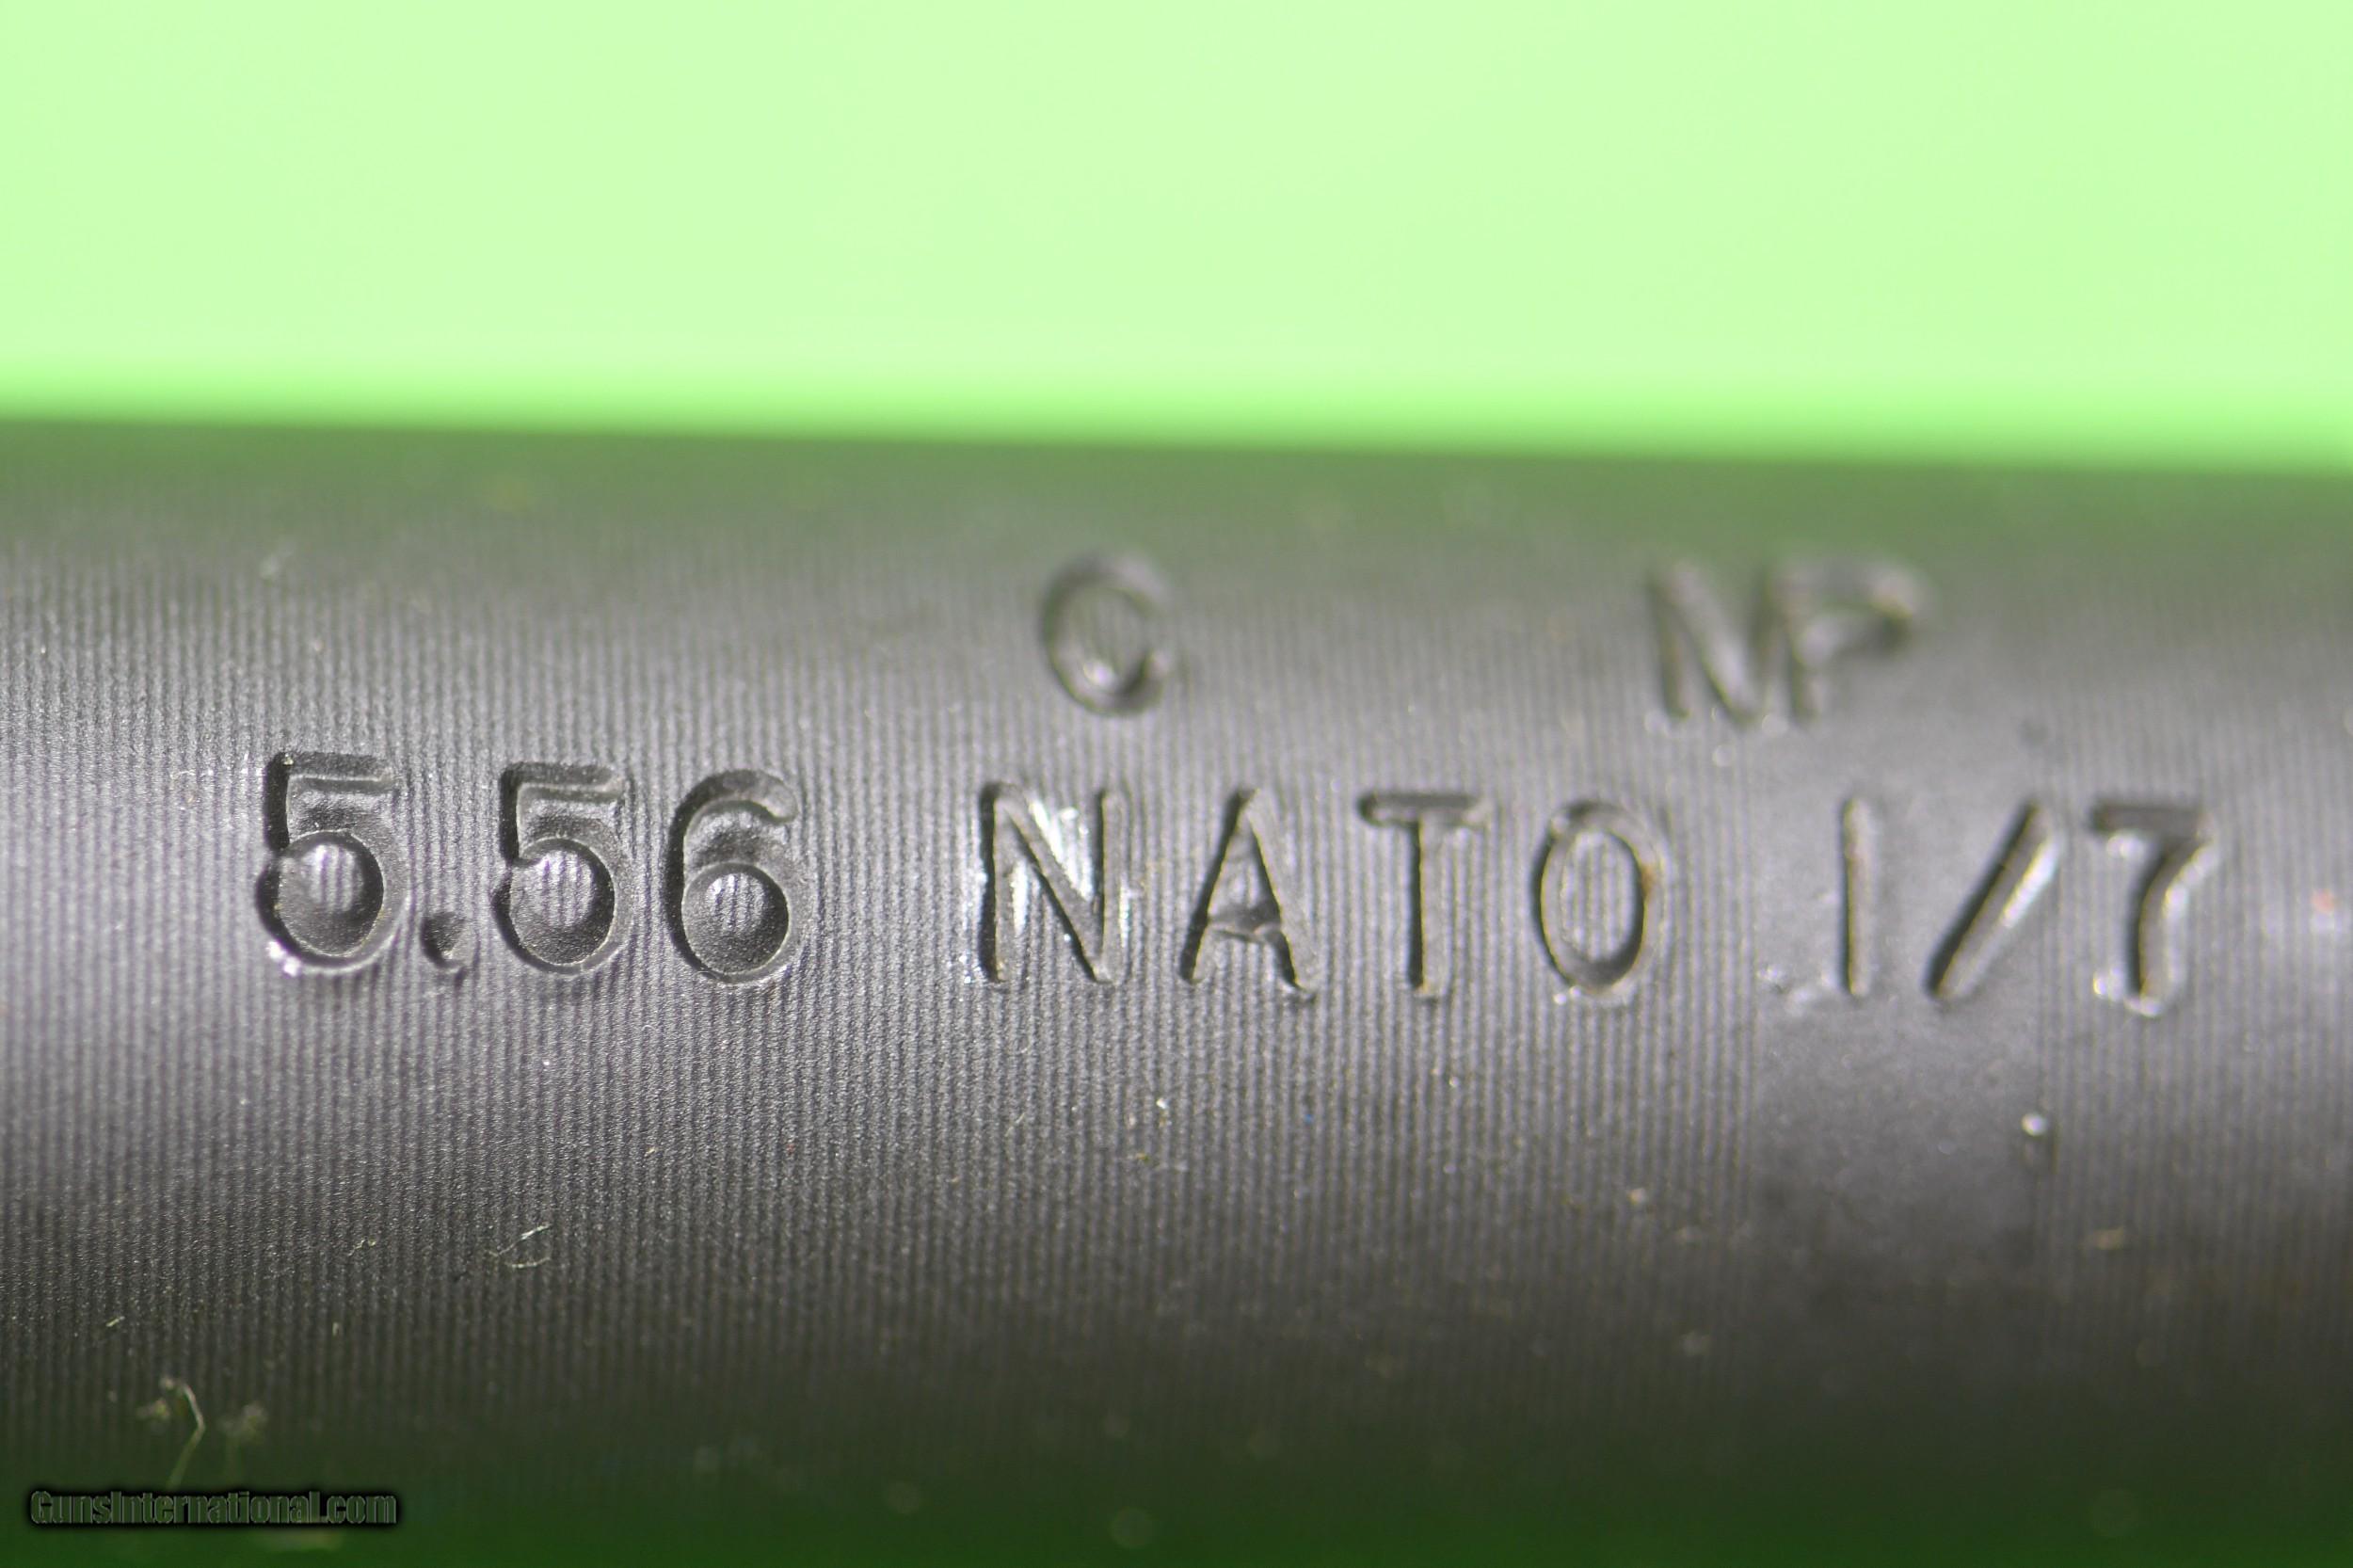 C MP
5.56 NATO 1/7
GunsInternational.com